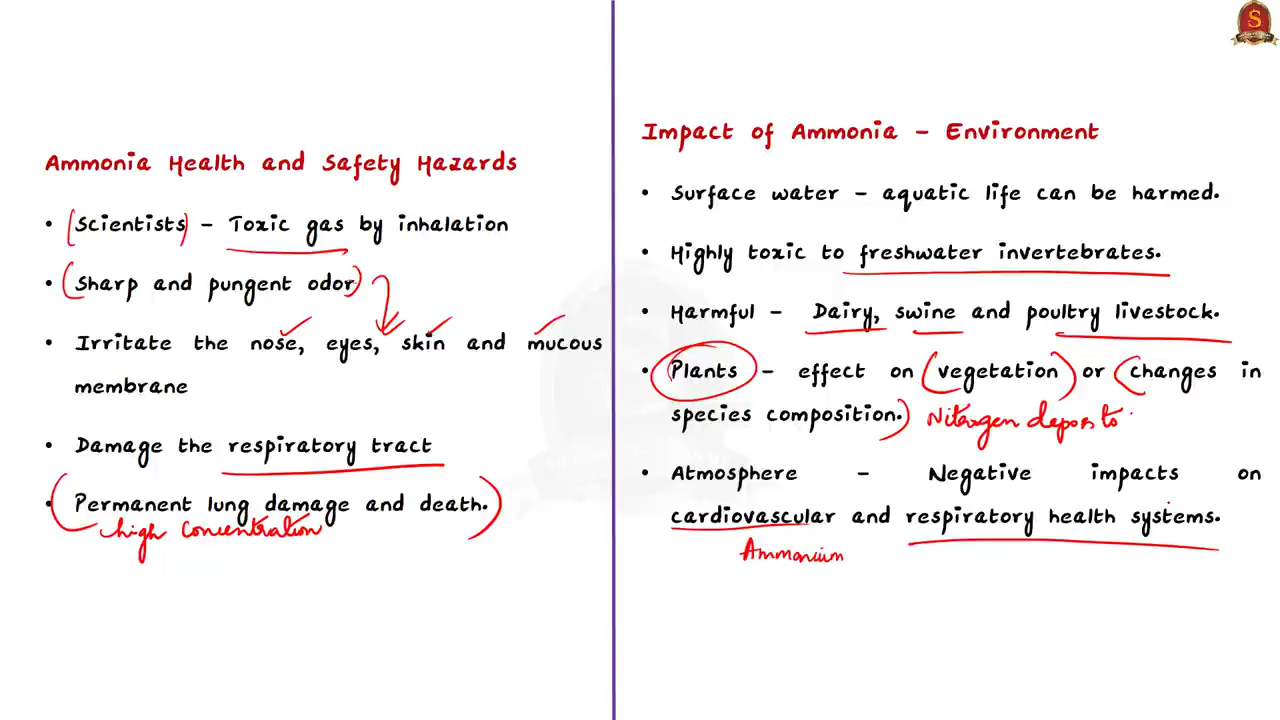 Ammonia Health and Safety Hazards
• (Scientists) - Toxic gas by inhalation
• (Sharp and pungent odor)
• Irritate the nose, eyes, skin and mucous
membrane
• Damage the respiratory tract
• (Permanent lung damage and death.)
high concentration
Impact of Ammonia - Environment
• Surface water - aquatic life can be harmed.
• Highly toxic to freshwater invertebrates.
• Harmful - Dairy, swine and poultry livestock.
• Plants - effect on (vegetation) or (changes in
species composition.) Nitrogen deposito
• Atmosphere - Negative impacts on
cardiovascular and respiratory health systems.
Ammonium
S